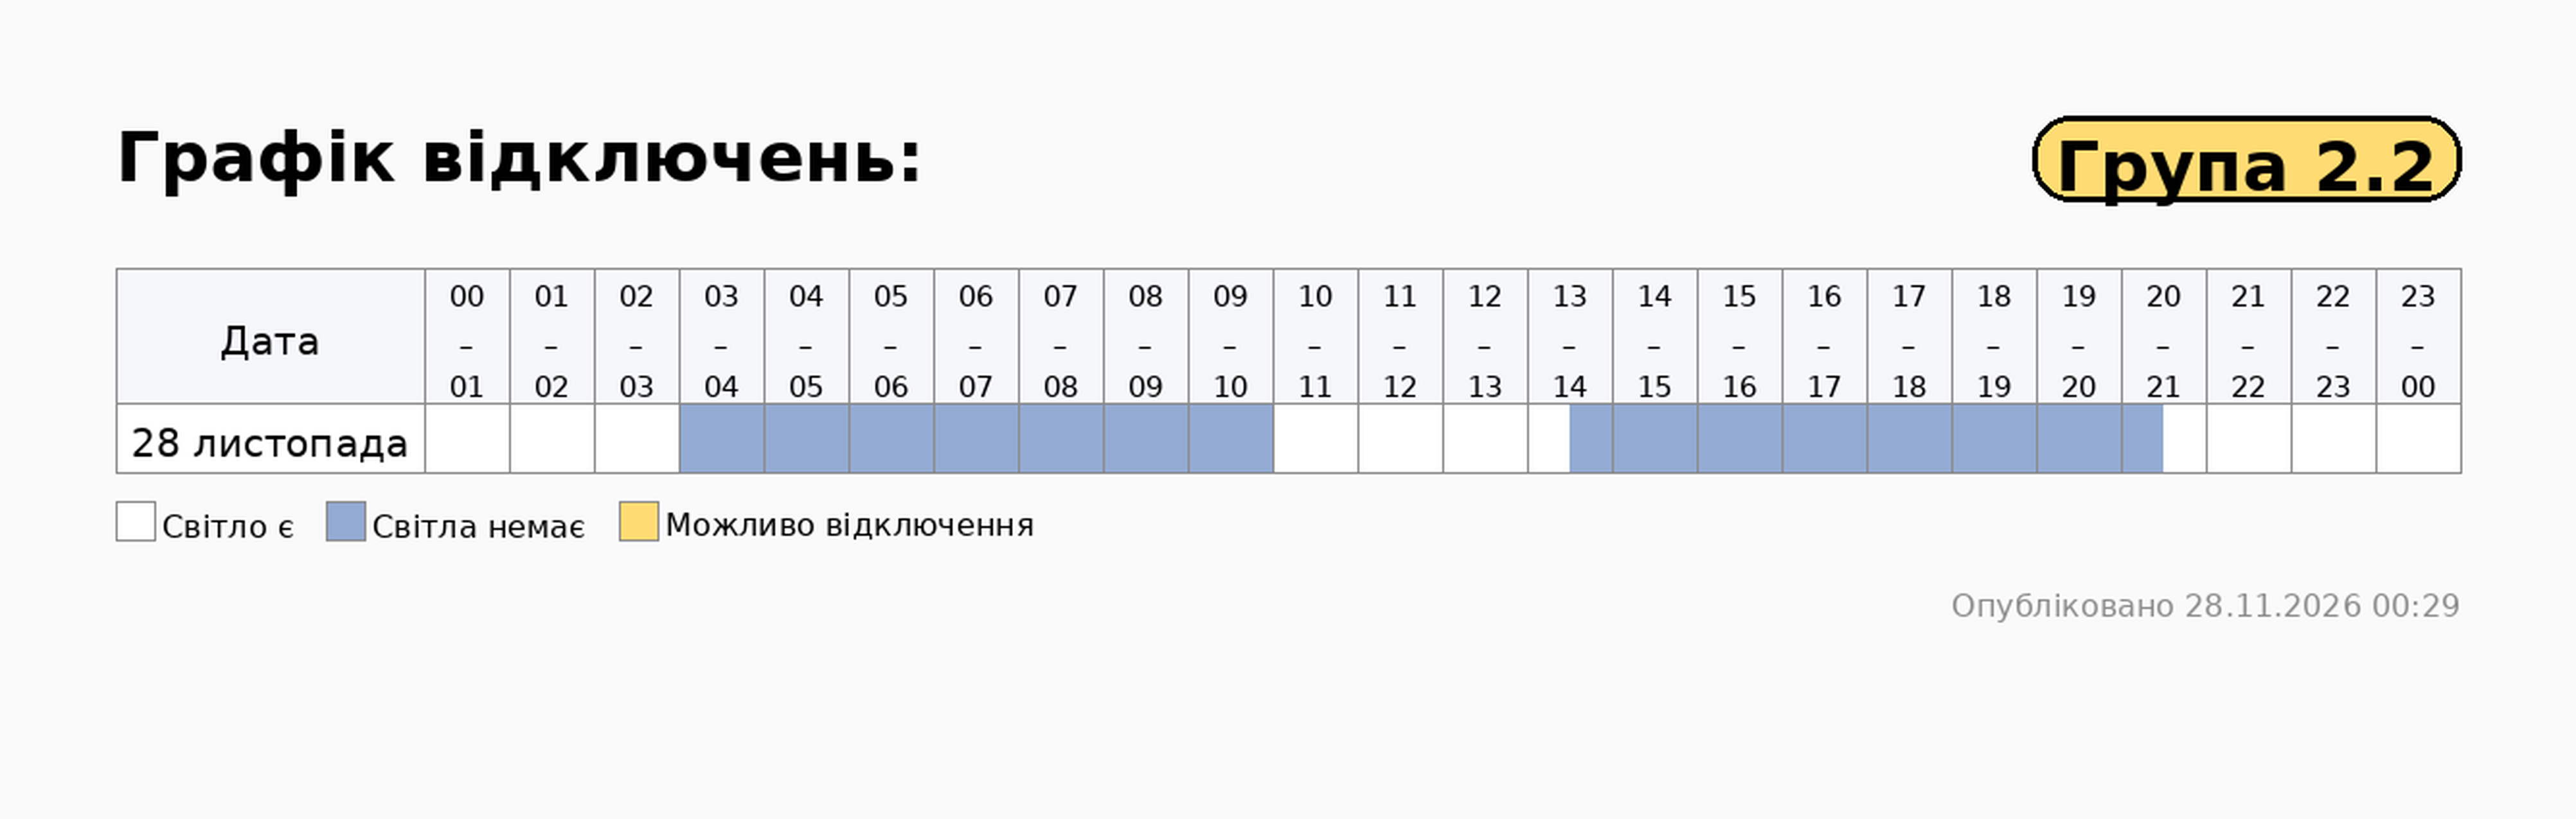 Графік відключень:
Група 2.2
Дата
00 – 01
01 – 02
02 – 03
03 – 04
04 – 05
05 – 06
06 – 07
07 – 08
08 – 09
09 – 10
10 – 11
11 – 12
12 – 13
13 – 14
14 – 15
15 – 16
16 – 17
17 – 18
18 – 19
19 – 20
20 – 21
21 – 22
22 – 23
23 – 00
28 листопада
Світло є
Світла немає
Можливо відключення
Опубліковано 28.11.2026 00:29